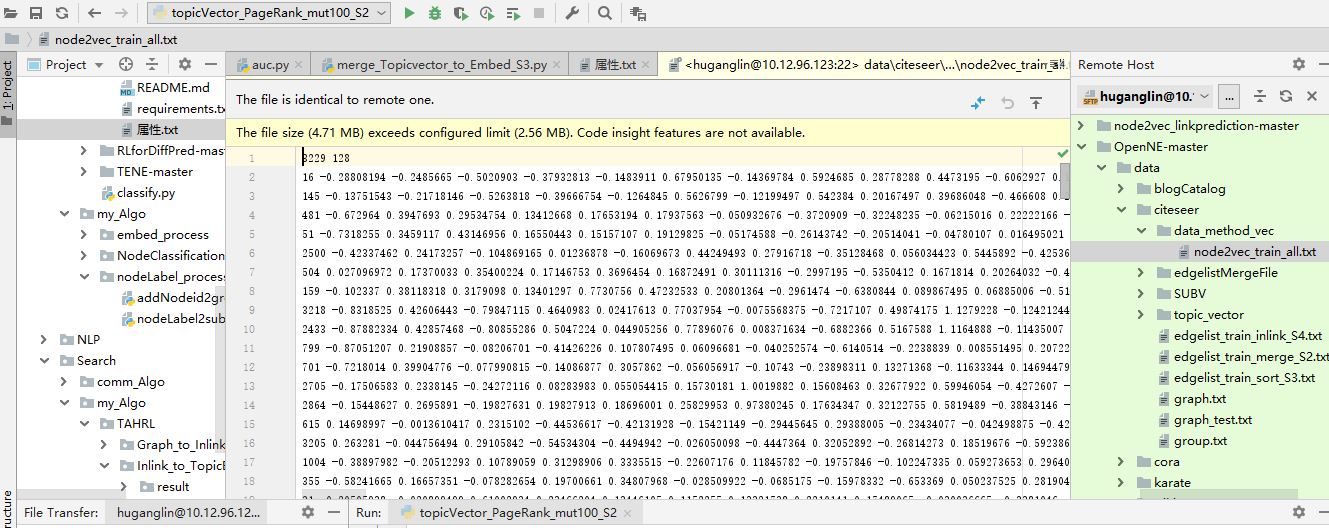 topicVector_PageRank_mut100_S2
node2vec_train_all.txt
1: Project
Project
README.md
requirements.tx
属性.txt
RLforDiffPred-mas
TENE-master
classify.py
my_Algo
embed_process
NodeClassification
nodeLabel_process
addNodeid2gr
nodeLabel2sub
NLP
Search
comm_Algo
my_Algo
TAHRL
Graph_to_Inlink
Inlink_to_TopicE
result
ructure
auc.py
merge_Topicvector_to_Embed_S3.py
属性.txt
<huganglin@10.12.96.123:22> data\citeseer\...\node2vec_train_all.txt
The file is identical to remote one.
The file size (4.71 MB) exceeds configured limit (2.56 MB). Code insight features are not available.
1 3229 128
2 16 -0.28808194 -0.2485665 -0.5020903 -0.37932813 -0.1483911 0.67950135 -0.14369784 0.5924685 0.28778288 0.4473195 -0.6062927
3 145 -0.13751543 -0.21718146 -0.5263818 -0.39666754 -0.1264845 0.5626799 -0.12199497 0.542384 0.20167497 0.39686048 -0.466608
4 481 -0.672964 0.3947693 0.29534754 0.13412668 0.17653194 0.17937563 -0.050932676 -0.3720909 -0.32248235 -0.06215016 0.22222166
5 51 -0.7318255 0.3459117 0.43146956 0.16550443 0.15157107 0.19129825 -0.05174588 -0.26143742 -0.20514041 -0.04780107 0.016495021
6 2500 -0.42337462 0.24173257 -0.104869165 0.01236878 -0.16069673 0.44249493 0.27916718 -0.35128468 0.056034423 0.5445892 -0.42536
7 504 0.027096972 0.17370033 0.35400224 0.17146753 0.3696454 0.16872491 0.30111316 -0.2997195 -0.5350412 0.1671814 0.20264032 -0.4
8 159 -0.102337 0.38118318 0.3179098 0.13401297 0.7730756 0.47232533 0.20801364 -0.2961474 -0.6380844 0.089867495 0.06885006 -0.51
9 3218 -0.8318525 0.42606443 -0.79847115 0.4640983 0.02417613 0.77037954 -0.0075568375 -0.7217107 0.49874175 1.1279228 -0.12421244
10 2433 -0.87882334 0.42857468 -0.80855286 0.5047224 0.044905256 0.77896076 0.008371634 -0.6882366 0.5167588 1.1164888 -0.11435007
11 799 -0.87051207 0.21908857 -0.08206701 -0.41426226 0.107807495 0.06096681 -0.040252574 -0.6140514 -0.2238839 0.008551495 0.20722
12 701 -0.7218014 0.39904776 -0.077990815 -0.14086877 0.3057862 -0.056056917 -0.10743 -0.23898311 0.13271368 -0.11633344 0.14694479
13 2705 -0.17506583 0.2338145 -0.24272116 0.08283983 0.055054415 0.15730181 1.0019882 0.15608463 0.32677922 0.59946054 -0.4272607
14 2864 -0.15448627 0.2695891 -0.19827631 0.19827913 0.18696001 0.25829953 0.97380245 0.17634347 0.32122755 0.5819489 -0.38843146
15 615 0.14698997 -0.0013610417 0.2315102 -0.44536617 -0.42131928 -0.15421149 -0.29445645 0.29388005 -0.23434077 -0.042498875 -0.42
16 3205 0.263281 -0.044756494 0.29105842 -0.54534304 -0.4494942 -0.026050098 -0.4447364 0.32052892 -0.26814273 0.18519676 -0.592386
17 1004 -0.38897982 -0.20512293 0.10789059 0.31298906 0.3335515 -0.22607176 0.11845782 -0.19757846 -0.102247335 0.059273653 0.29640
18 355 -0.58241665 0.16657351 -0.078282654 0.19700661 0.34807968 -0.028509922 -0.0685175 -0.15978332 -0.653369 0.050237525 0.281904
Remote Host
huganglin@10.1
...
node2vec_linkprediction-master
OpenNE-master
data
blogCatalog
citeseer
data_method_vec
node2vec_train_all.txt
edgelistMergeFile
SUBV
topic_vector
edgelist_train_inlink_S4.txt
edgelist_train_merge_S2.txt
edgelist_train_sort_S3.txt
graph.txt
graph_test.txt
group.txt
cora
karate
File Transfer:
huganglin@10.12.96.12...
Run:
topicVector_PageRank_mut100_S2